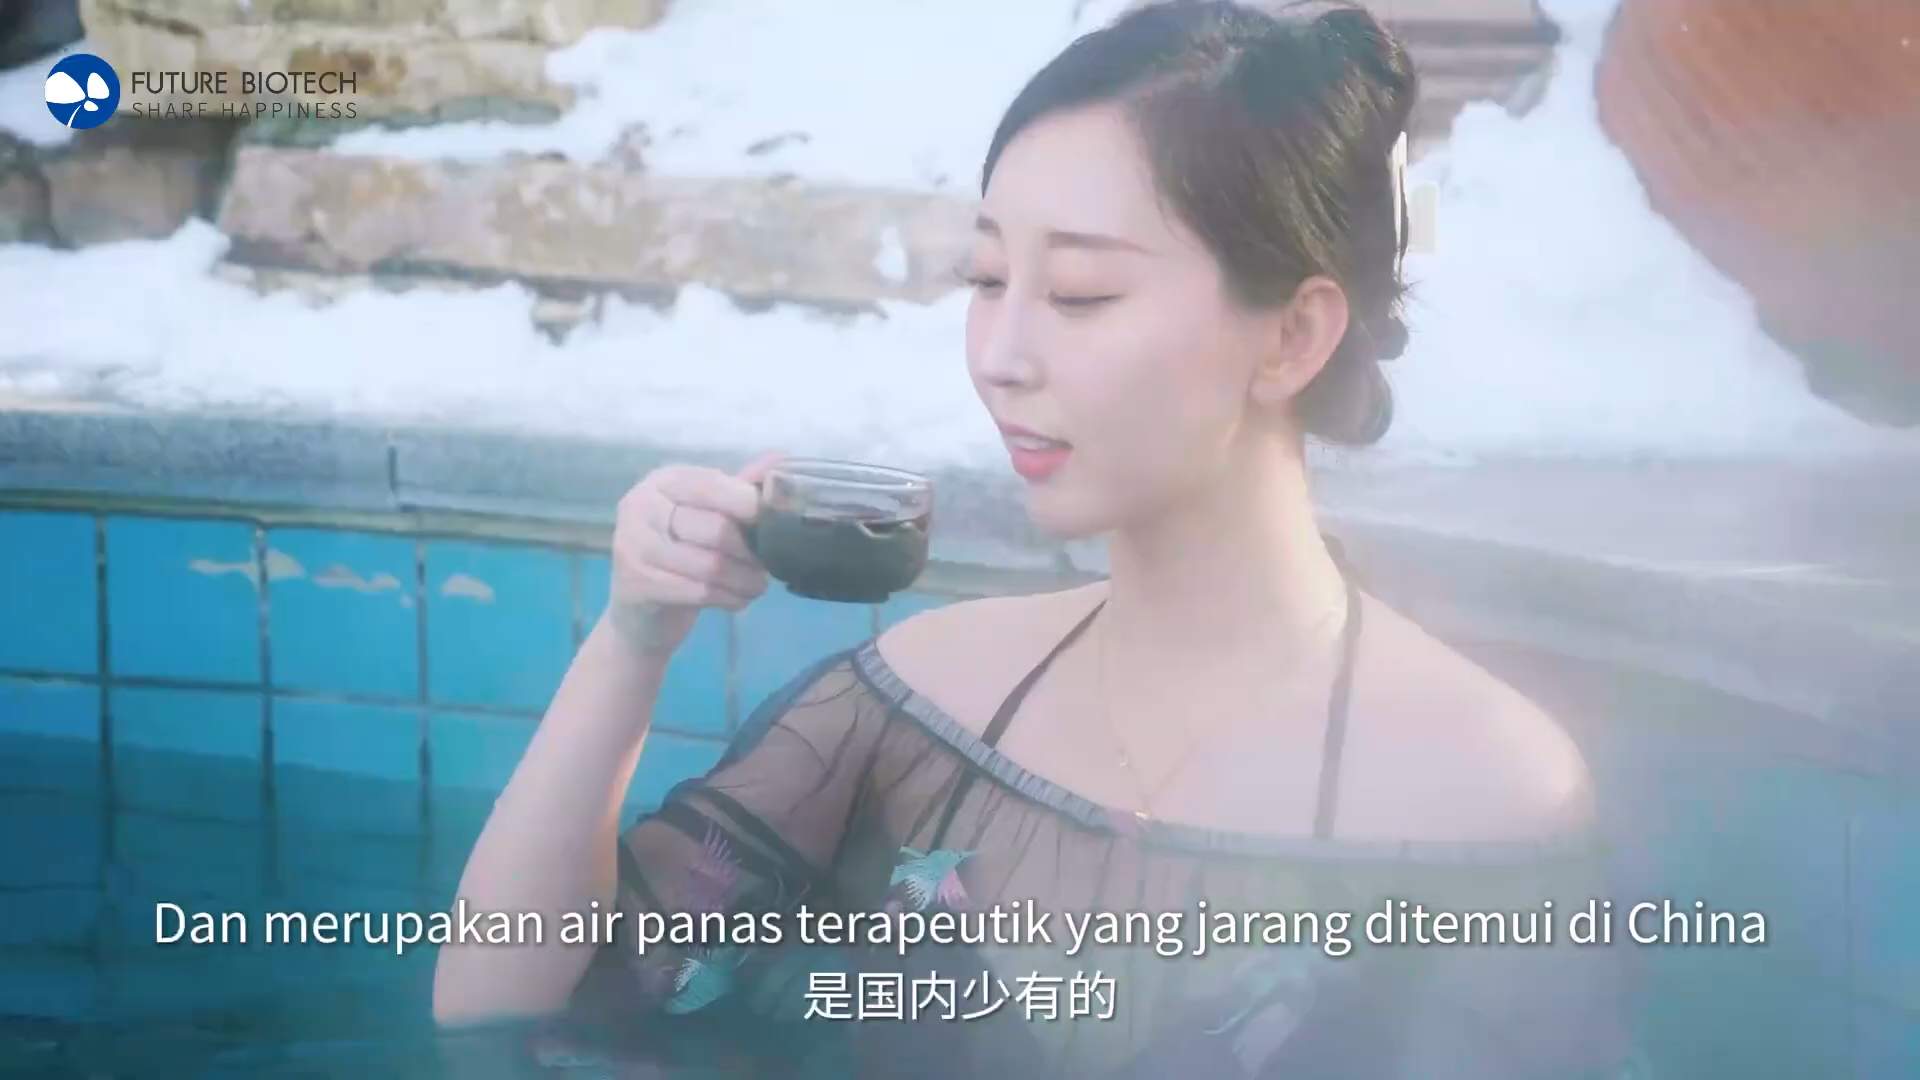 FUTURE BIOTECH
SHARE HAPPINESS
Dan merupakan air panas terapeutik yang jarang ditemui di China
是国内少有的